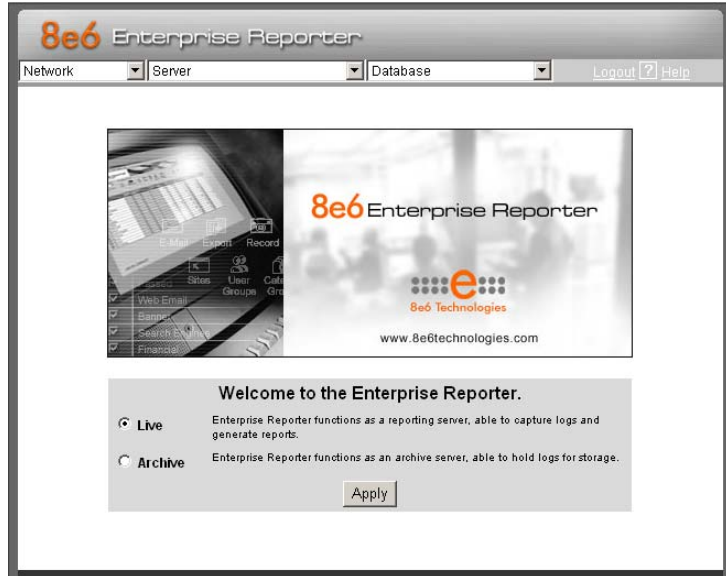 8e6 Enterprise Reporter
Network Server Database Logout ? Help
8e6 Enterprise Reporter
E-Mail Export Record
Sites User Groups
Web Email
Banner
Search Engines
Financial
e
8e6 Technologies
www.8e6technologies.com
Welcome to the Enterprise Reporter.
Live Enterprise Reporter functions as a reporting server, able to capture logs and
generate reports.
Archive Enterprise Reporter functions as an archive server, able to hold logs for storage.
Apply